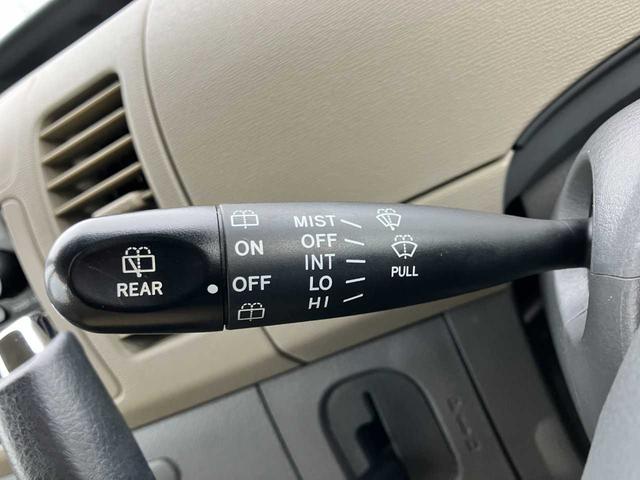 REAR
ON
OFF
MIST
OFF
INT
LO
HI
PULL